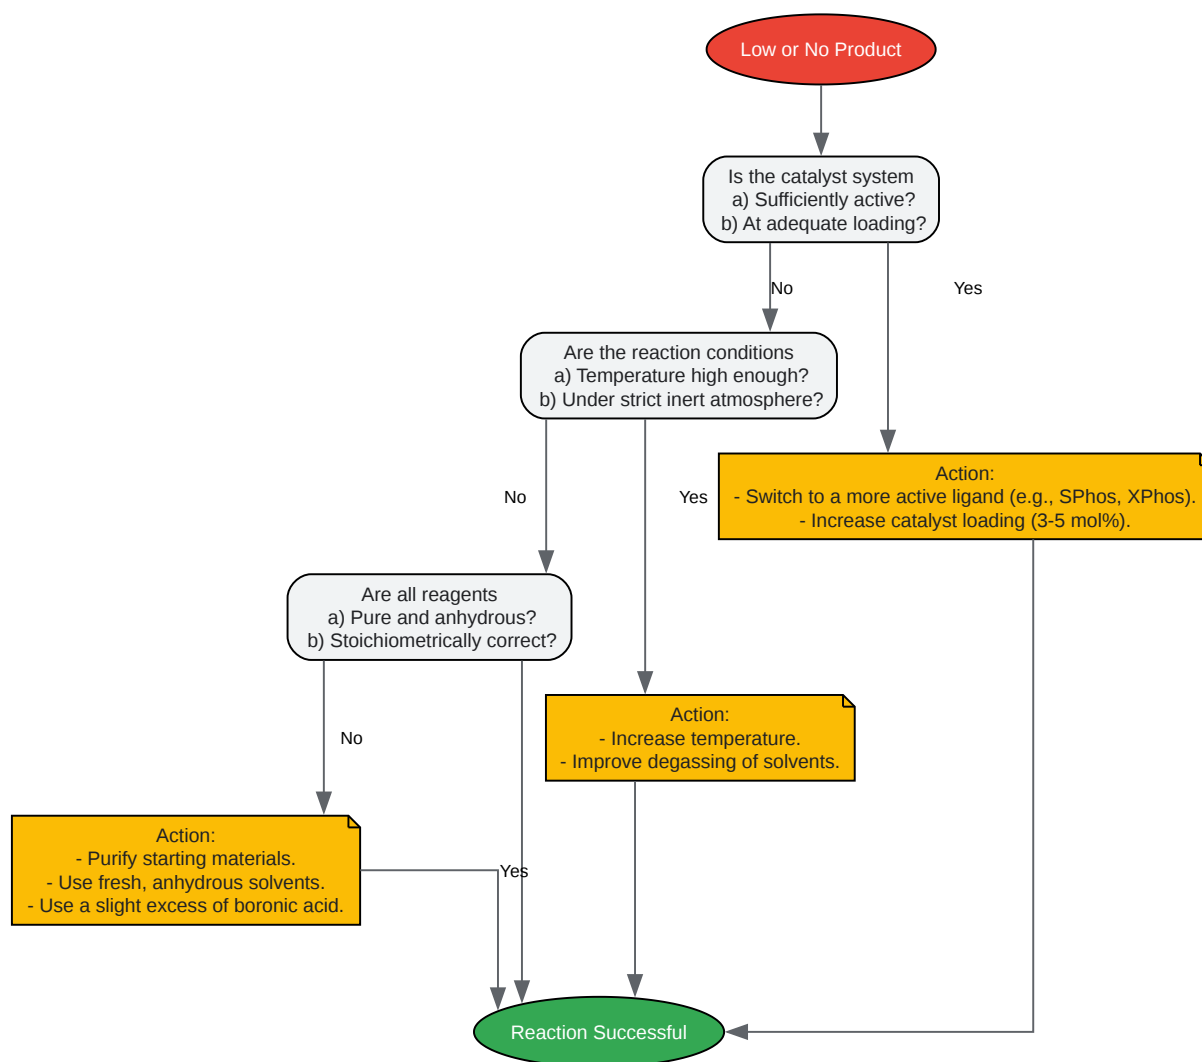 Low or No Product
Is the catalyst system
a) Sufficiently active?
b) At adequate loading?
No
Yes
Are the reaction conditions
a) Temperature high enough?
b) Under strict inert atmosphere?
Action:
- Switch to a more active ligand (e.g., SPhos, XPhos).
- Increase catalyst loading (3-5 mol%).
No
Yes
Are all reagents
a) Pure and anhydrous?
b) Stoichiometrically correct?
Action:
- Increase temperature.
- Improve degassing of solvents.
No
Action:
- Purify starting materials.
- Use fresh, anhydrous solvents.
- Use a slight excess of boronic acid.
Yes
Reaction Successful